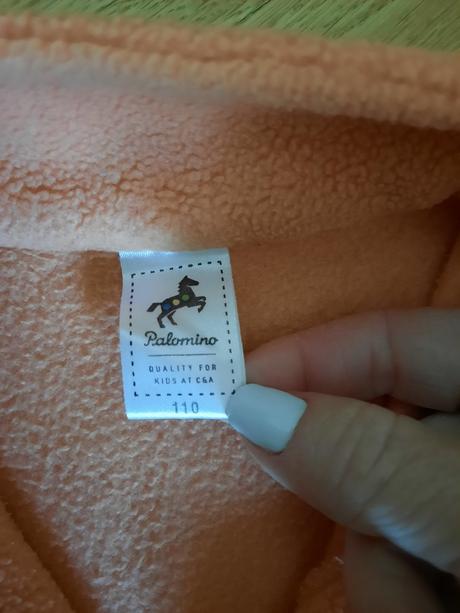 Palomino
QUALITY FOR
KIDS AT C&A
110